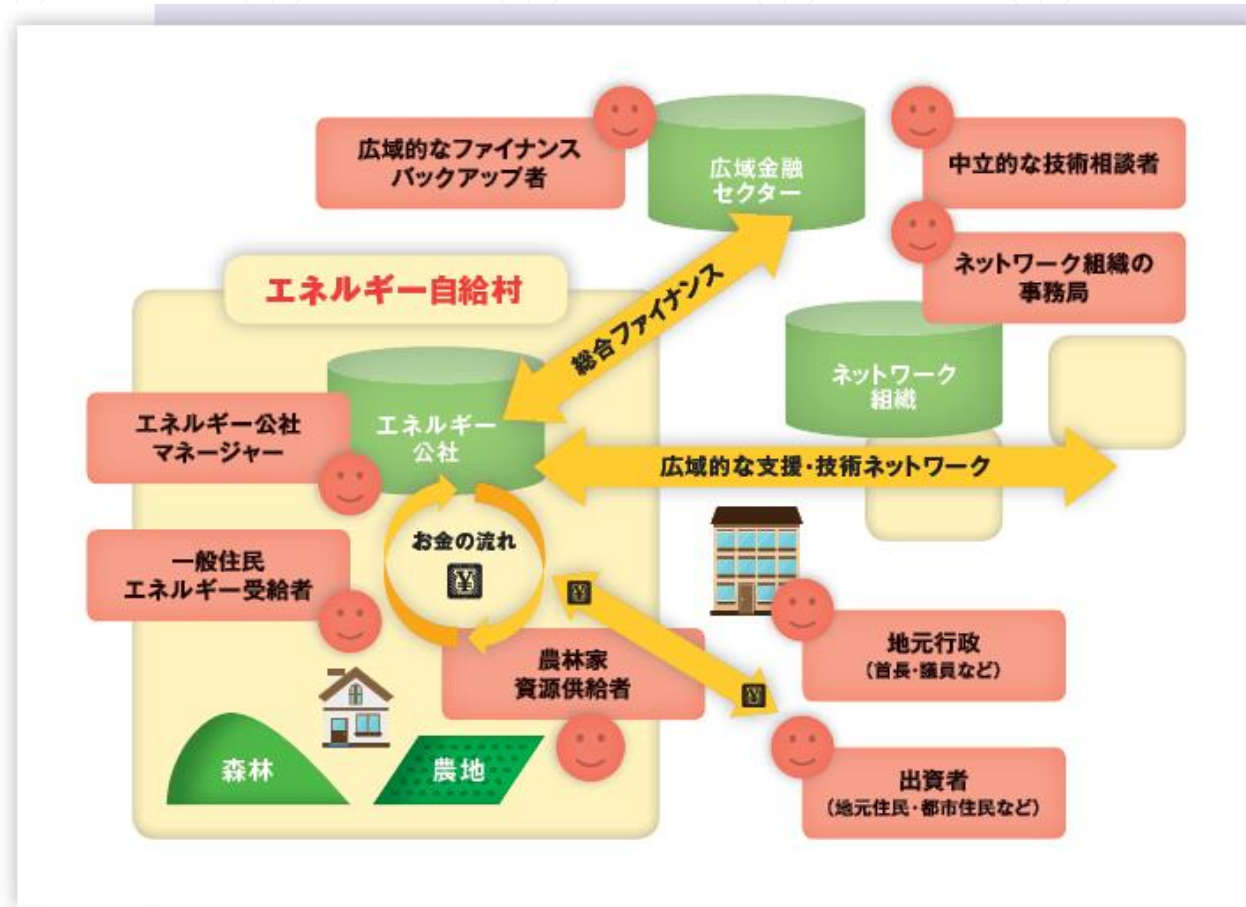 広域的なファイナンス
バックアップ者
広域金融
セクター
中立的な技術相談者
ネットワーク組織の
事務局
エネルギー自給村
総合ファイナンス
ネットワーク
組織
エネルギー公社
マネージャー
エネルギー
公社
広域的な支援・技術ネットワーク
お金の流れ
¥
一般住民
エネルギー受給者
¥
農林家
資源供給者
¥
地元行政
(首長・議員など)
森林
農地
出資者
(地元住民・都市住民など)